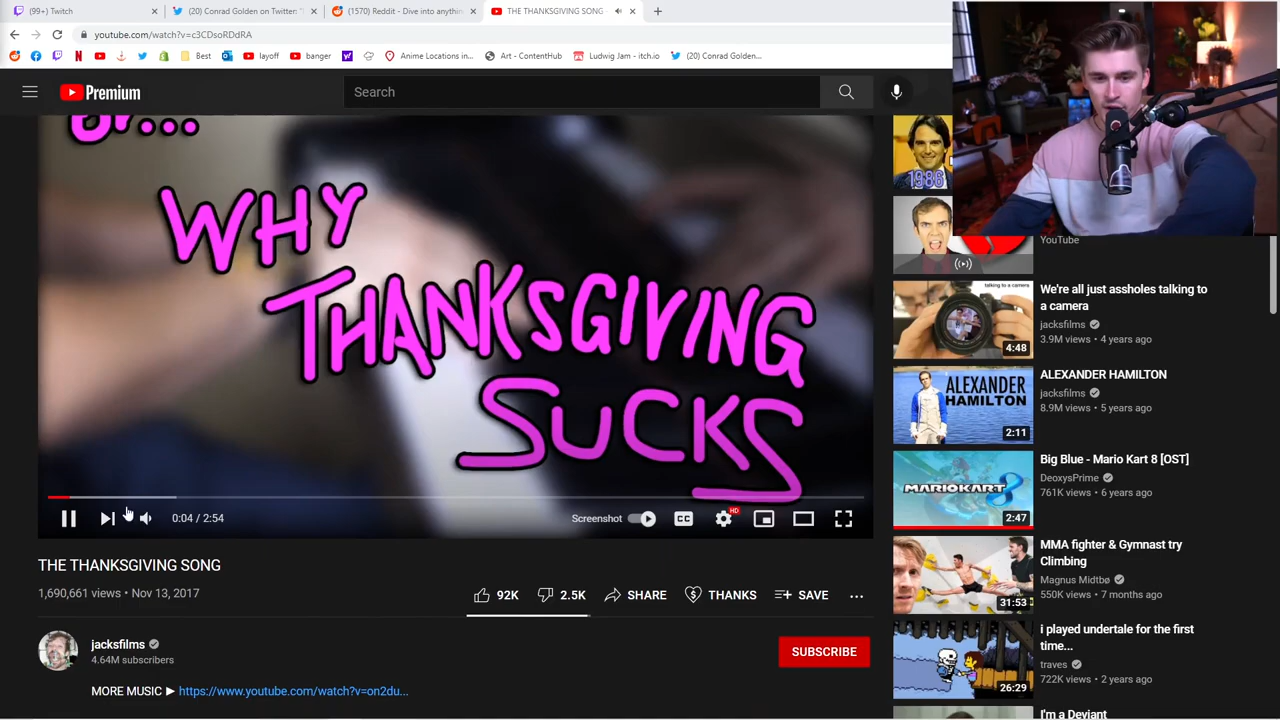 (99+) Twitch
(20) Conrad Golden on Twitter: "
(1570) Reddit - Dive into anythin
THE THANKSGIVING SONG
youtube.com/watch?v=c3CDsoRDdRA
Best
layoff
banger
Anime Locations in...
Art - ContentHub
Ludwig Jam - itch.io
(20) Conrad Golden...
Premium
Search
or...
WHY
THANKSGIVING
SUCKS
0:04 / 2:54
Screenshot
CC
HD
THE THANKSGIVING SONG
1,690,661 views • Nov 13, 2017
92K
2.5K
SHARE
THANKS
SAVE
jacksfilms
4.64M subscribers
SUBSCRIBE
MORE MUSIC ► https://www.youtube.com/watch?v=on2du...
1986
YouTube
talking to a camera
4:48
We're all just assholes talking to
a camera
jacksfilms
3.9M views • 4 years ago
ALEXANDER
HAMILTON
2:11
ALEXANDER HAMILTON
jacksfilms
8.9M views • 5 years ago
MARIOKART 8
2:47
Big Blue - Mario Kart 8 [OST]
DeoxysPrime
761K views • 6 years ago
31:53
MMA fighter & Gymnast try
Climbing
Magnus Midtbø
550K views • 7 months ago
26:29
i played undertale for the first
time...
traves
722K views • 2 years ago
I'm a Deviant